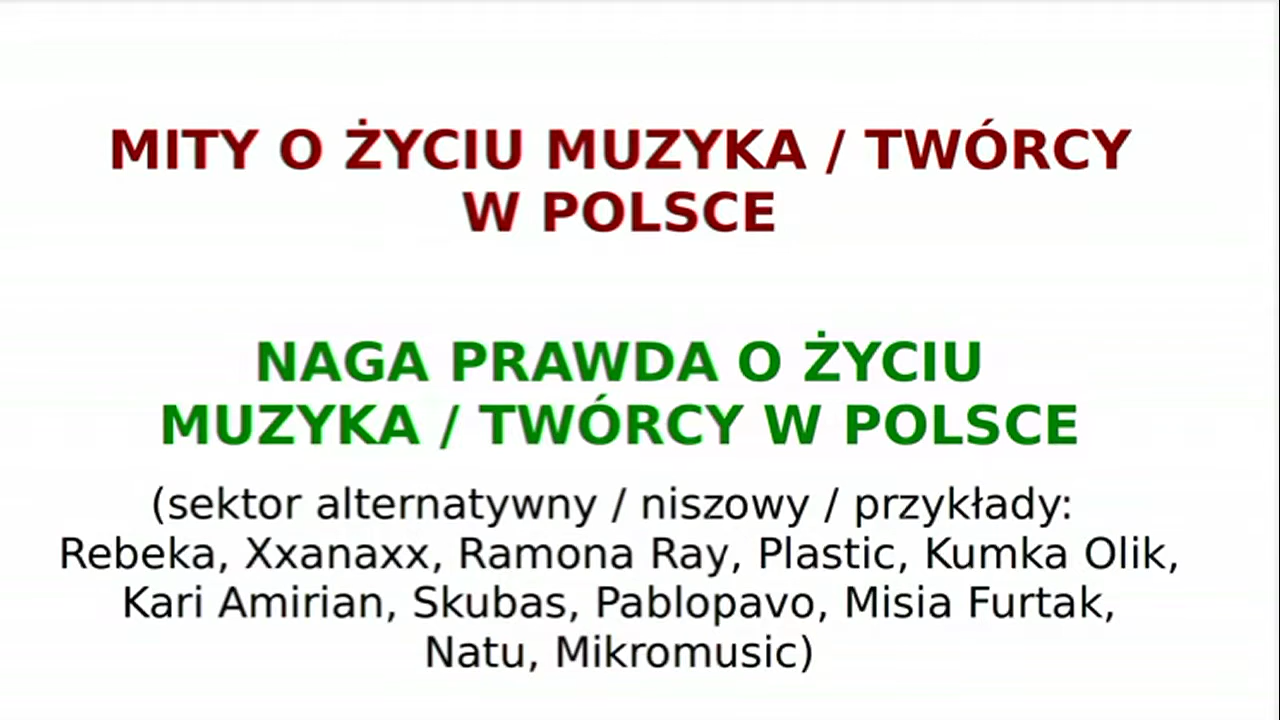 MITY O ŻYCIU MUZYKA / TWÓRCY
W POLSCE
NAGA PRAWDA O ŻYCIU
MUZYKA / TWÓRCY W POLSCE
(sektor alternatywny / niszowy / przykłady:
Rebeka, Xxanaxx, Ramona Ray, Plastic, Kumka Olik,
Kari Amirian, Skubas, Pablopavo, Misia Furtak,
Natu, Mikromusic)